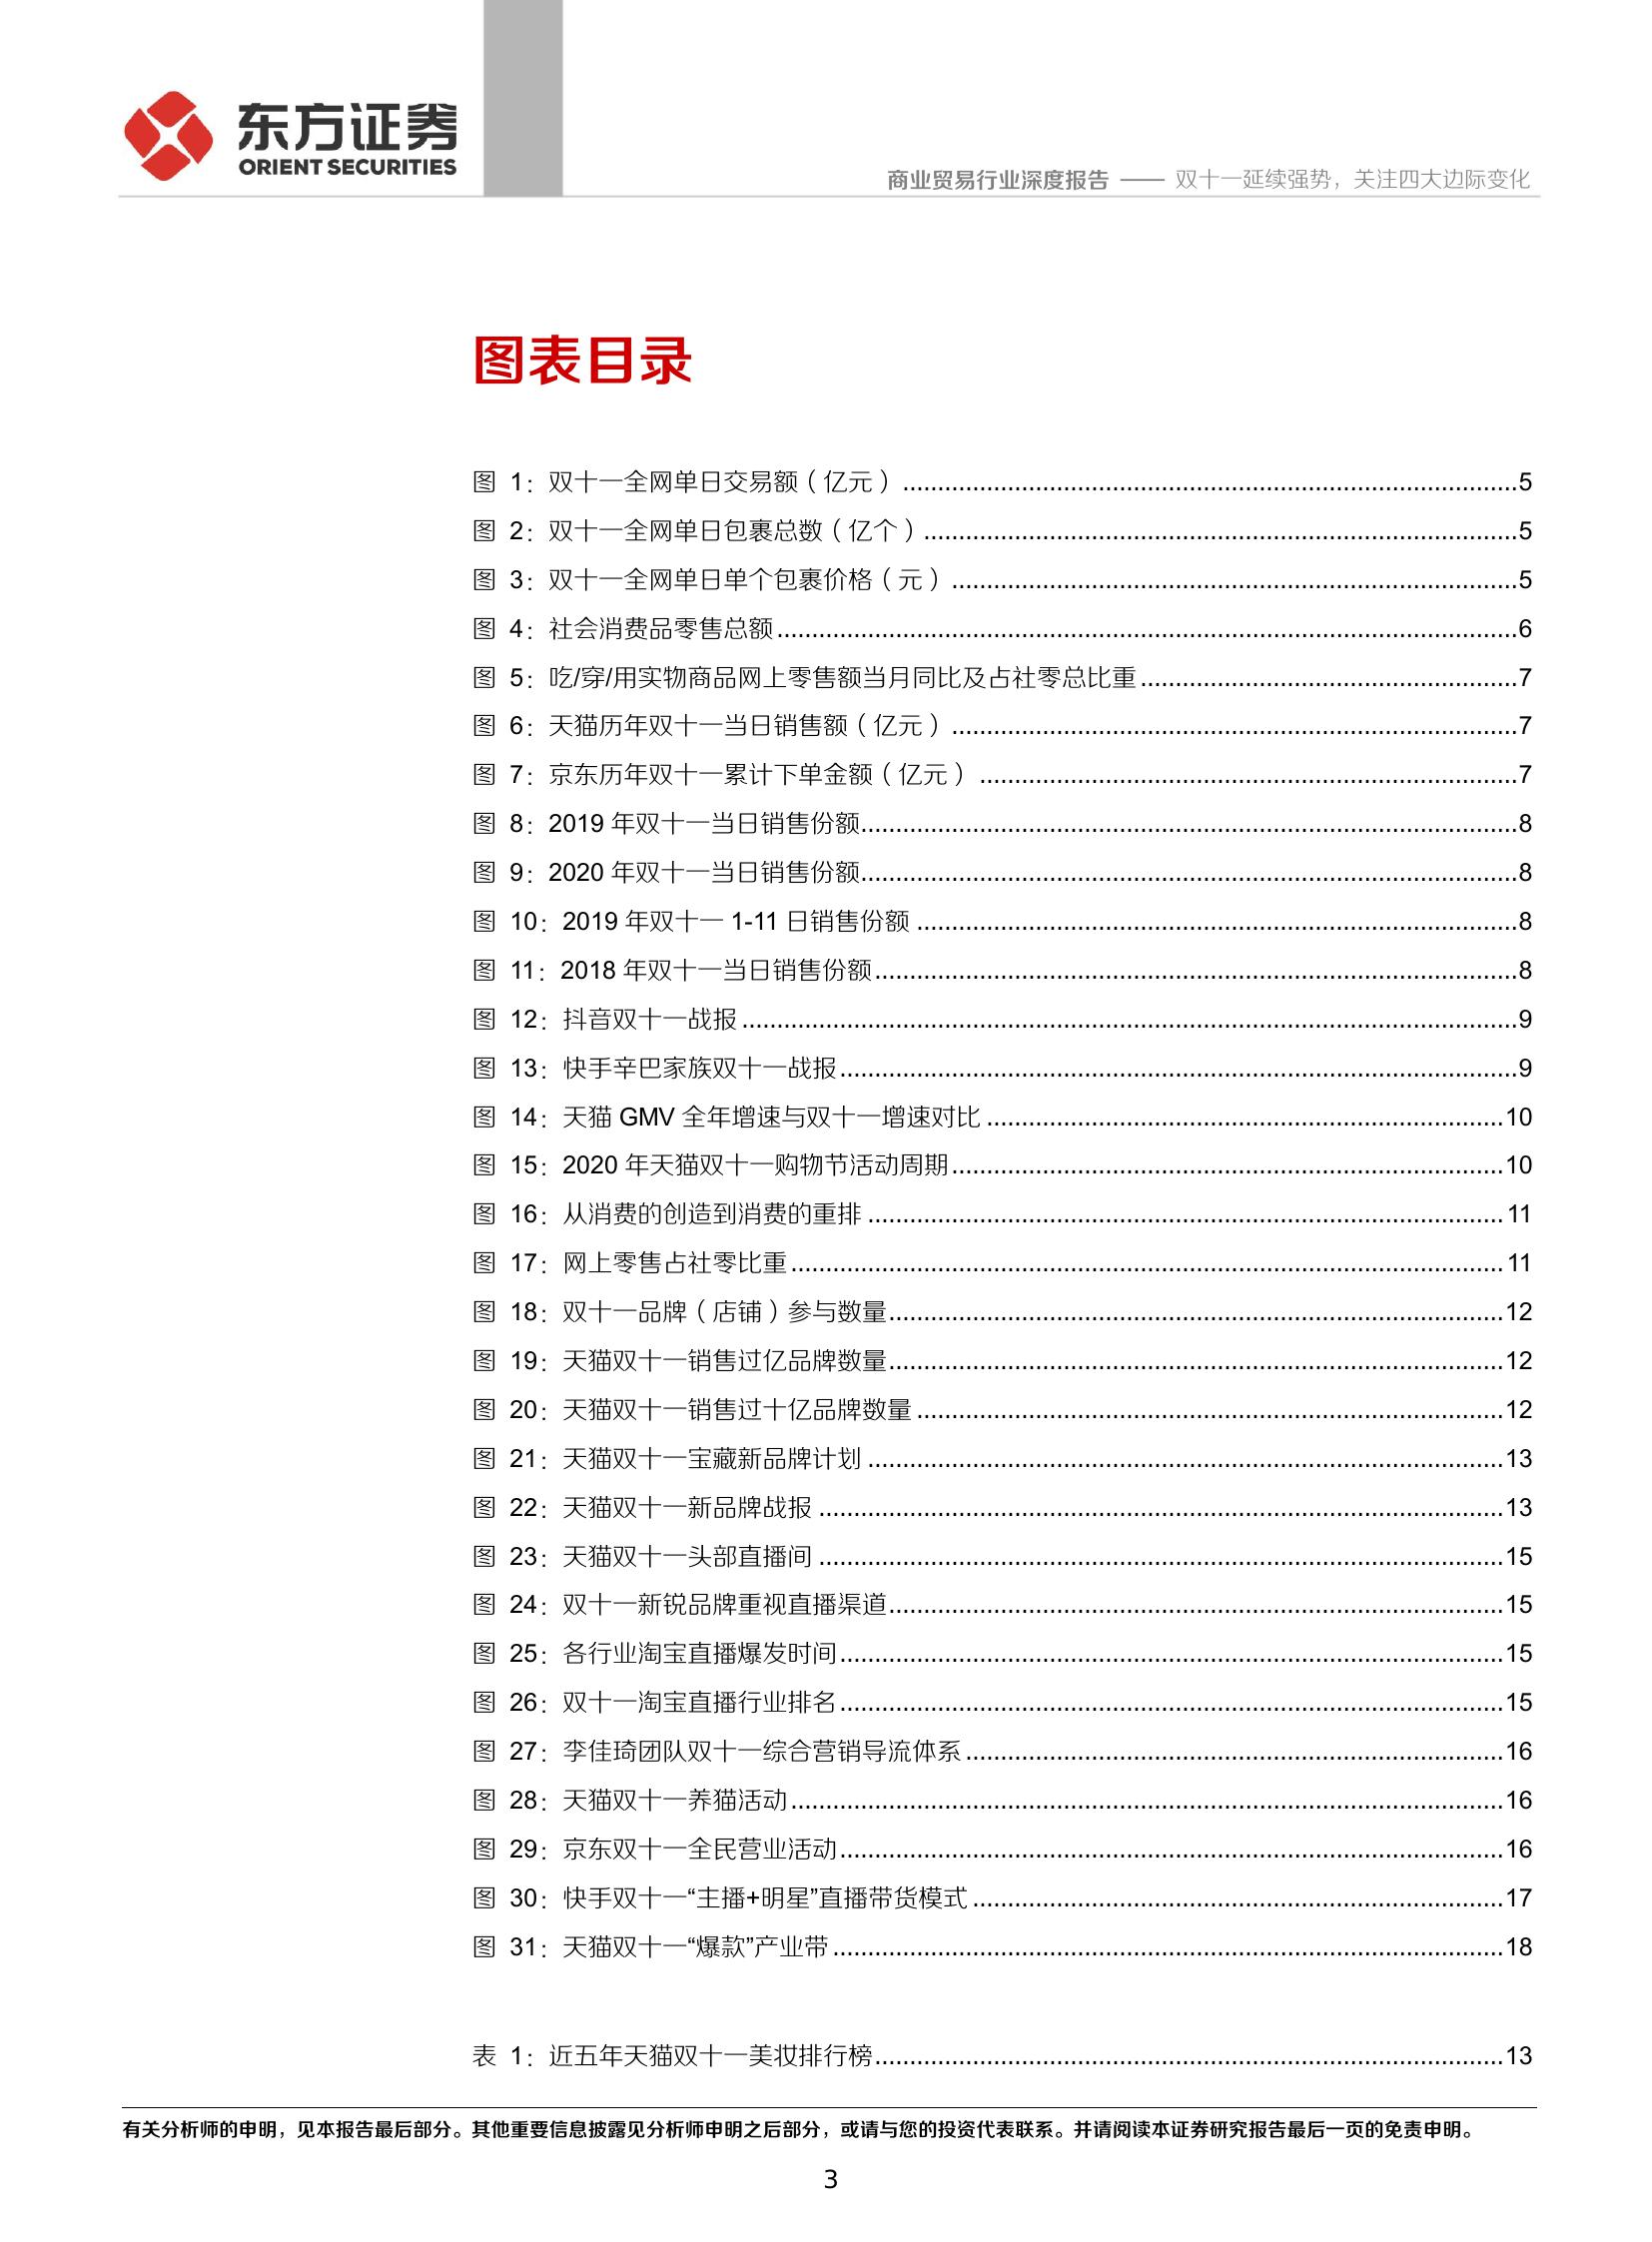 东方证券
ORIENT SECURITIES
商业贸易行业深度报告 —— 双十一延续强势，关注四大边际变化
图表目录
图 1：双十一全网单日交易额（亿元）....................5
图 2：双十一全网单日包裹总数（亿个）....................5
图 3：双十一全网单日单个包裹价格（元）....................5
图 4：社会消费品零售总额....................6
图 5：吃/穿/用实物商品网上零售额当月同比及占社零总比重....................7
图 6：天猫历年双十一当日销售额（亿元）....................7
图 7：京东历年双十一累计下单金额（亿元）....................7
图 8：2019 年双十一当日销售份额....................8
图 9：2020 年双十一当日销售份额....................8
图 10：2019 年双十一 1-11 日销售份额....................8
图 11：2018 年双十一当日销售份额....................8
图 12：抖音双十一战报....................9
图 13：快手辛巴家族双十一战报....................9
图 14：天猫 GMV 全年增速与双十一增速对比....................10
图 15：2020 年天猫双十一购物节活动周期....................10
图 16：从消费的创造到消费的重排....................11
图 17：网上零售占社零比重....................11
图 18：双十一品牌（店铺）参与数量....................12
图 19：天猫双十一销售过亿品牌数量....................12
图 20：天猫双十一销售过十亿品牌数量....................12
图 21：天猫双十一宝藏新品牌计划....................13
图 22：天猫双十一新品牌战报....................13
图 23：天猫双十一头部直播间....................15
图 24：双十一新锐品牌重视直播渠道....................15
图 25：各行业淘宝直播爆发时间....................15
图 26：双十一淘宝直播行业排名....................15
图 27：李佳琦团队双十一综合营销导流体系....................16
图 28：天猫双十一养猫活动....................16
图 29：京东双十一全民营业活动....................16
图 30：快手双十一“主播+明星”直播带货模式....................17
图 31：天猫双十一“爆款”产业带....................18
表 1：近五年天猫双十一美妆排行榜....................13
有关分析师的申明，见本报告最后部分。其他重要信息披露见分析师申明之后部分，或请与您的投资代表联系。并请阅读本证券研究报告最后一页的免责申明。
3